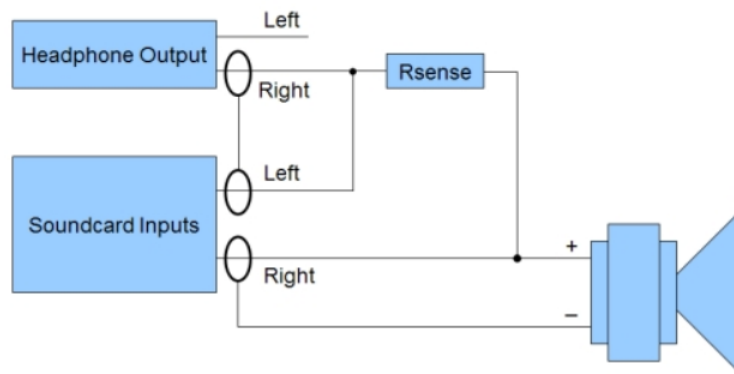 Left
Headphone Output
Right
Rsense
Left
Soundcard Inputs
Right
+
–